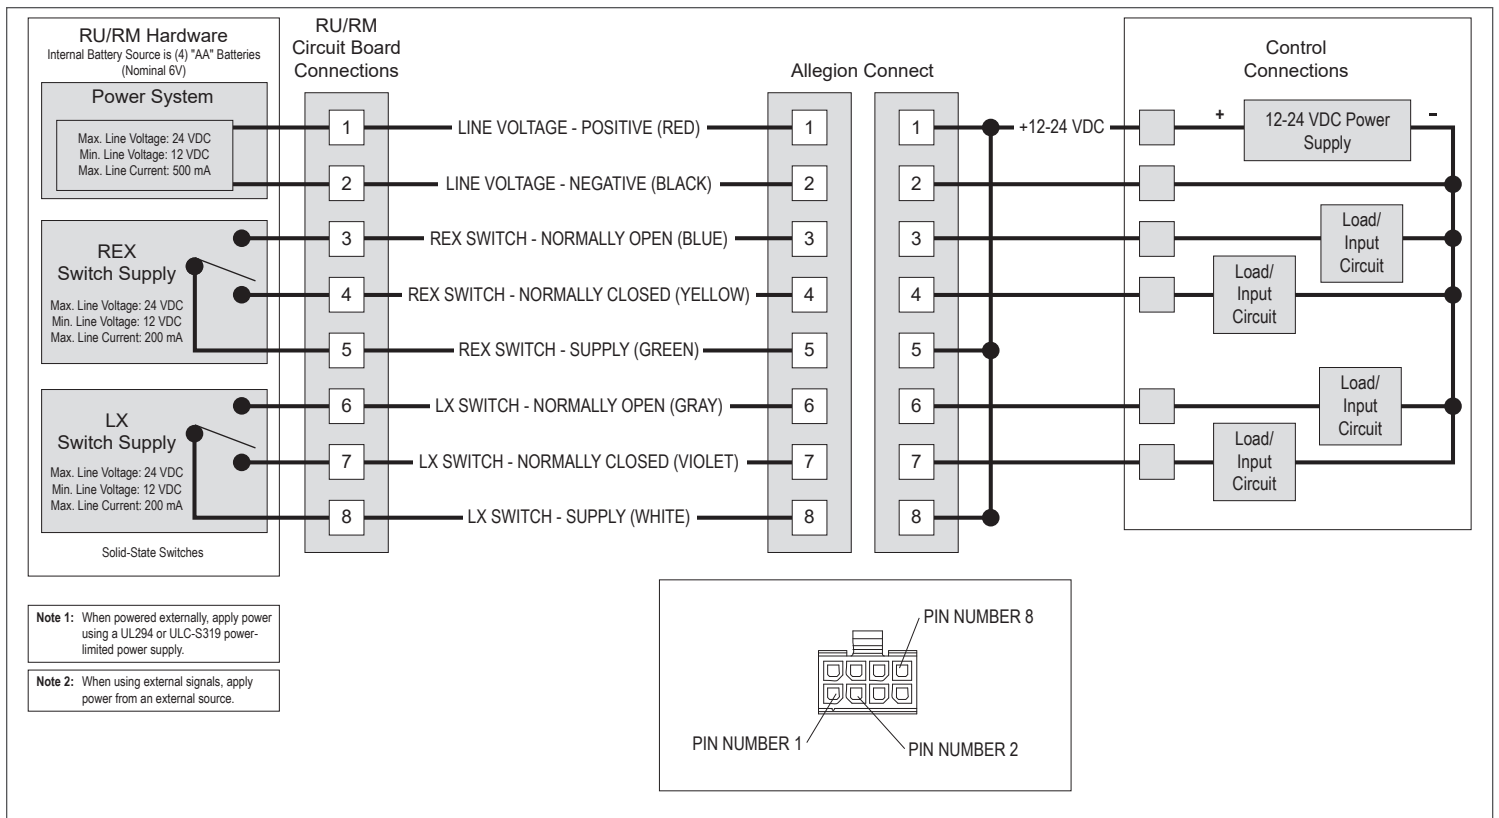 RU/RM Hardware
Internal Battery Source is (4) "AA" Batteries
(Nominal 6V)
Power System
Max. Line Voltage: 24 VDC
Min. Line Voltage: 12 VDC
Max. Line Current: 500 mA
REX
Switch Supply
Max. Line Voltage: 24 VDC
Min. Line Voltage: 12 VDC
Max. Line Current: 200 mA
LX
Switch Supply
Max. Line Voltage: 24 VDC
Min. Line Voltage: 12 VDC
Max. Line Current: 200 mA
Solid-State Switches
RU/RM
Circuit Board
Connections
1
2
3
4
5
6
7
8
LINE VOLTAGE - POSITIVE (RED)
LINE VOLTAGE - NEGATIVE (BLACK)
REX SWITCH - NORMALLY OPEN (BLUE)
REX SWITCH - NORMALLY CLOSED (YELLOW)
REX SWITCH - SUPPLY (GREEN)
LX SWITCH - NORMALLY OPEN (GRAY)
LX SWITCH - NORMALLY CLOSED (VIOLET)
LX SWITCH - SUPPLY (WHITE)
Allegion Connect
1
2
3
4
5
6
7
8
1
2
3
4
5
6
7
8
+12-24 VDC
Control
Connections
+
12-24 VDC Power
Supply
-
Load/
Input
Circuit
Load/
Input
Circuit
Load/
Input
Circuit
Load/
Input
Circuit
Note 1: When powered externally, apply power
using a UL294 or ULC-S319 power-
limited power supply.
Note 2: When using external signals, apply
power from an external source.
PIN NUMBER 8
PIN NUMBER 1
PIN NUMBER 2